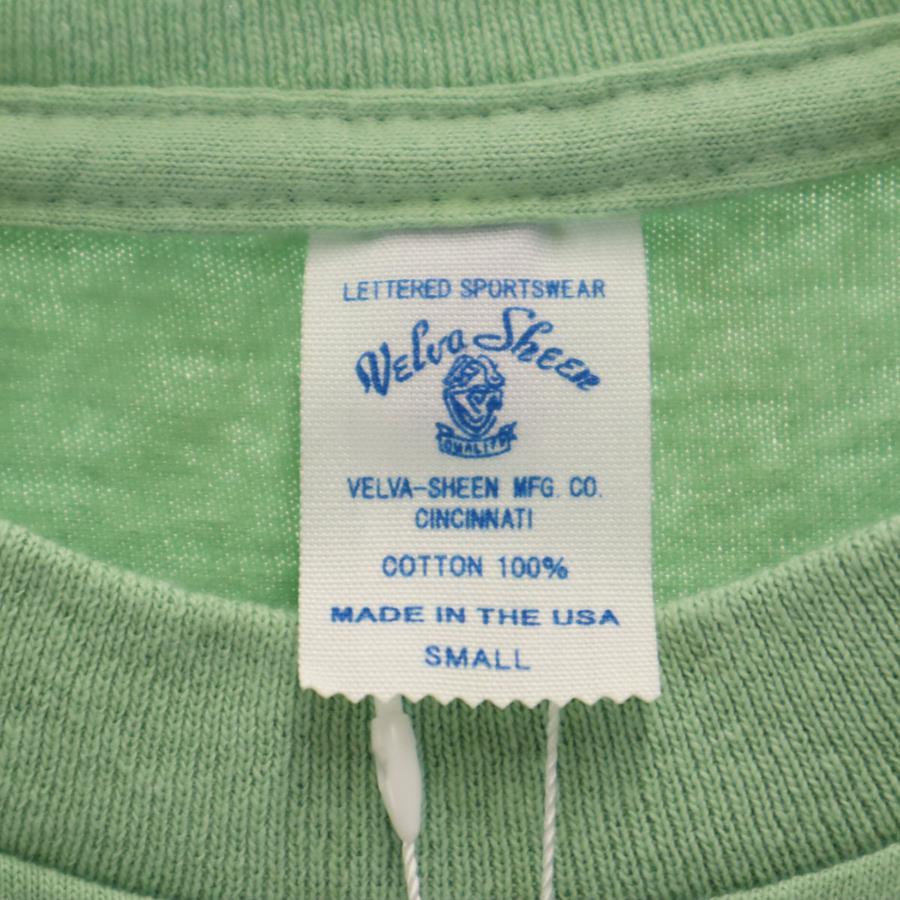 LETTERED SPORTSWEAR
Velva Sheen
QUALITY
VELVA-SHEEN MFG. CO.
CINCINNATI
COTTON 100%
MADE IN THE USA
SMALL